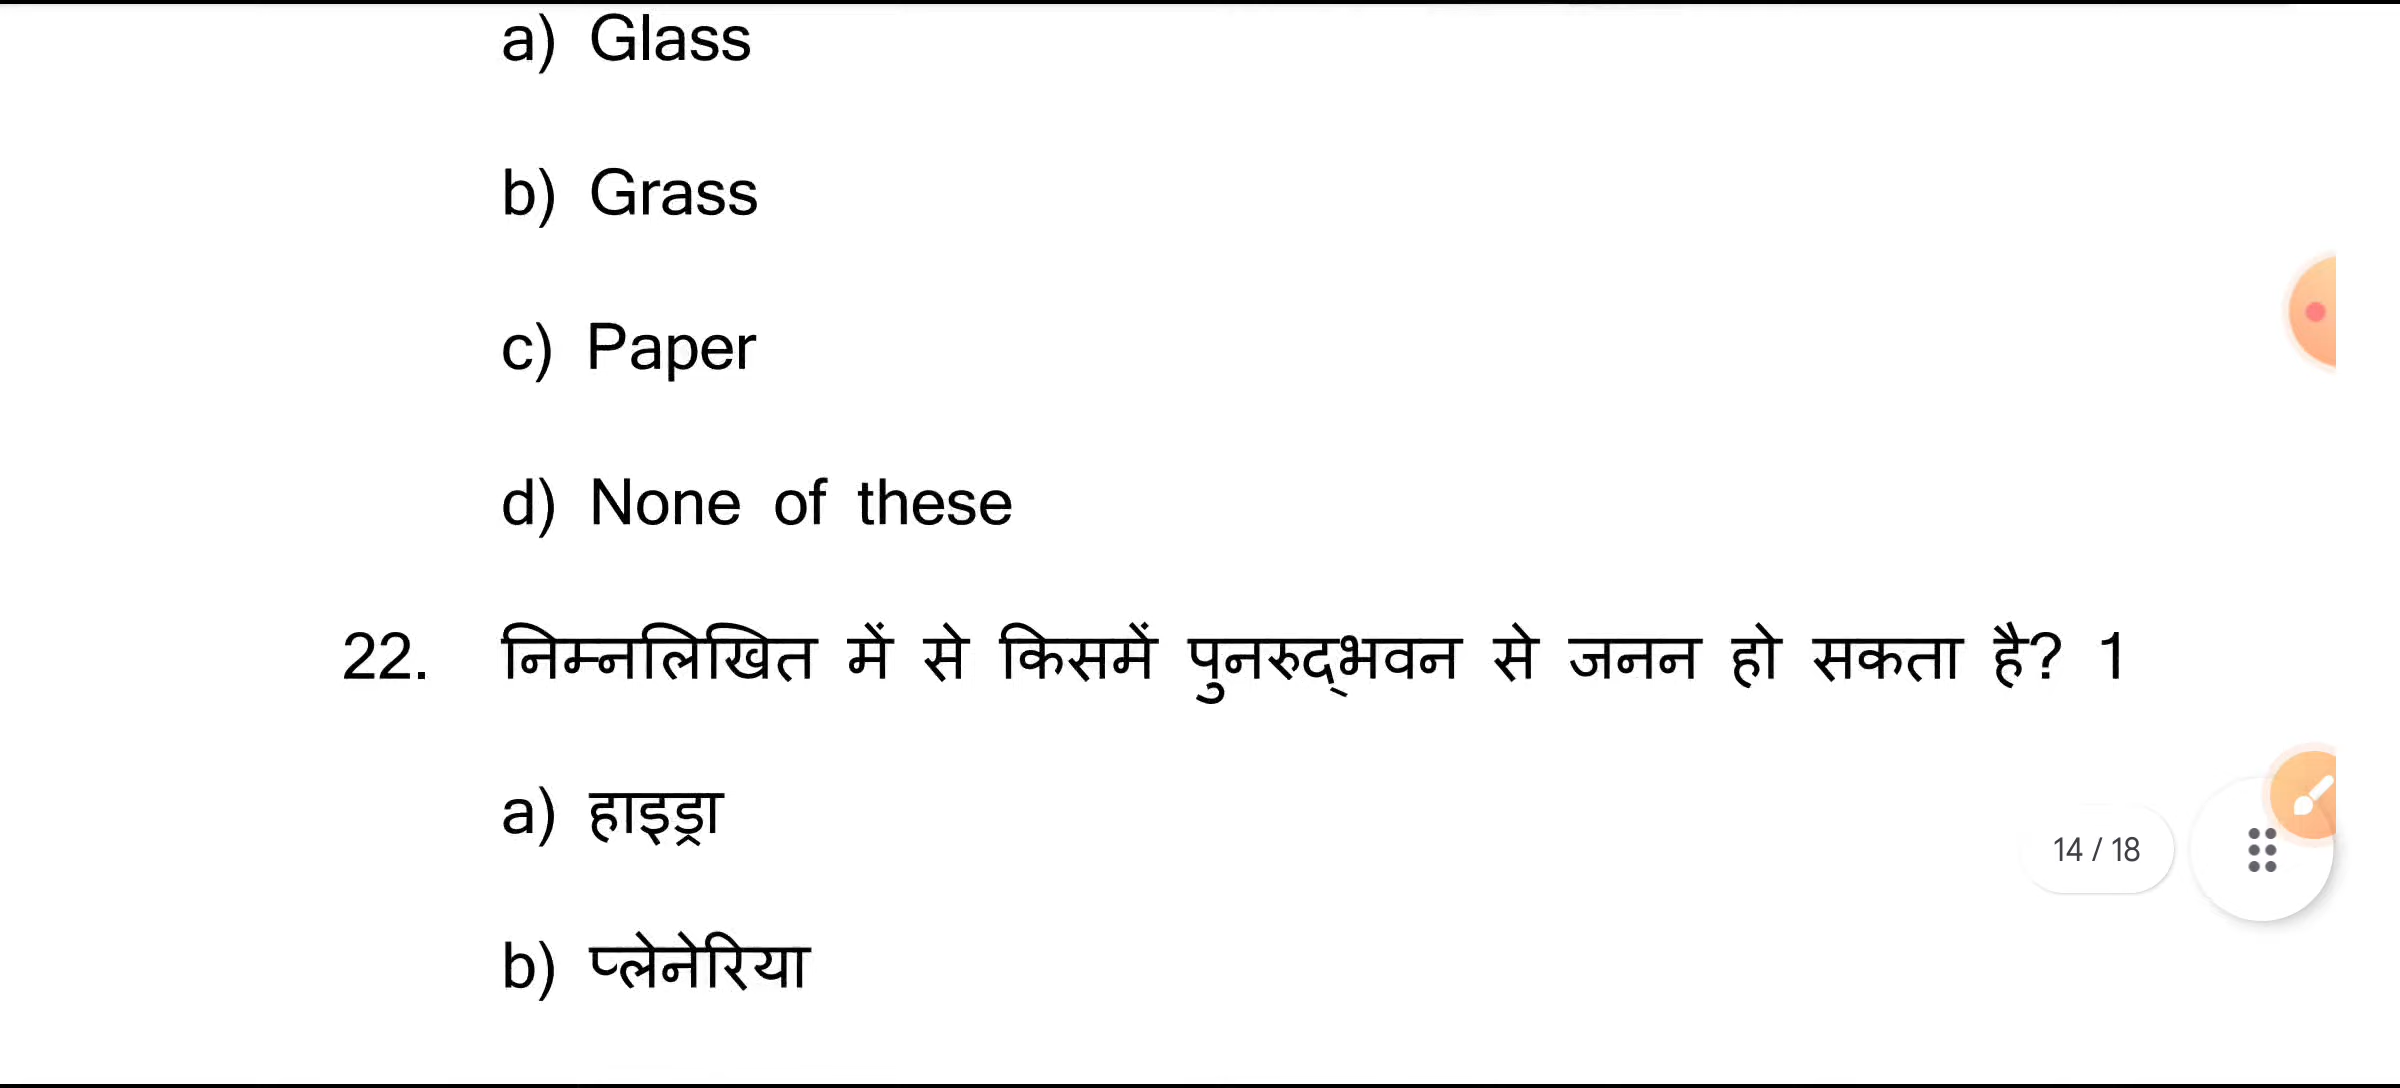 a) Glass
b) Grass
c) Paper
d) None of these
22. निम्नलिखित में से किसमें पुनरुद्भवन से जनन हो सकता है? 1
a) हाइड्रा
14 / 18
b) प्लेनेरिया